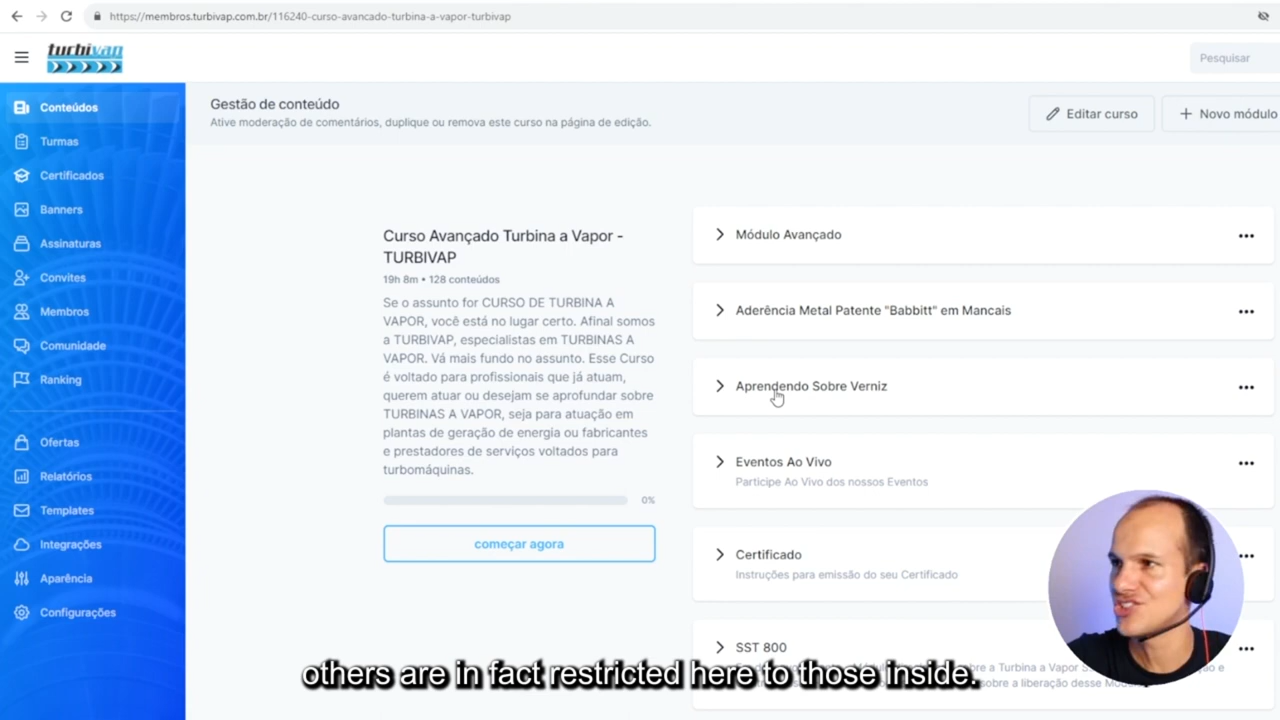 https://membros.turbivap.com.br/116240-curso-avancado-turbina-a-vapor-turbivap
turbivap
Pesquisar
Conteúdos
Turmas
Certificados
Banners
Assinaturas
Convites
Membros
Comunidade
Ranking
Ofertas
Relatórios
Templates
Integrações
Aparência
Configurações
Gestão de conteúdo
Ative moderação de comentários, duplique ou remova este curso na página de edição.
Editar curso
Novo módulo
Curso Avançado Turbina a Vapor -
TURBIVAP
19h 8m • 128 conteúdos
Se o assunto for CURSO DE TURBINA A
VAPOR, você está no lugar certo. Afinal somos
a TURBIVAP, especialistas em TURBINAS A
VAPOR. Vá mais fundo no assunto. Esse Curso
é voltado para profissionais que já atuam,
querem atuar ou desejam se aprofundar sobre
TURBINAS A VAPOR, seja para atuação em
plantas de geração de energia ou fabricantes
e prestadores de serviços voltados para
turbomáquinas.
0%
começar agora
Módulo Avançado
Aderência Metal Patente "Babbitt" em Mancais
Aprendendo Sobre Verniz
Eventos Ao Vivo
Participe Ao Vivo dos nossos Eventos
Certificado
Instruções para emissão do seu Certificado
SST 800
bre a Turbina a Vapor S
sobre a liberação desse Mód
others are in fact restricted here to those inside.